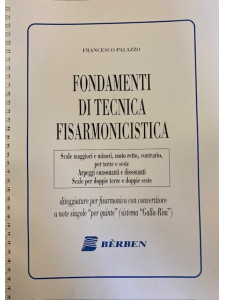 FRANCESCO PALAZZO
FONDAMENTI
DI TECNICA
FISARMONICISTICA
Scale maggiori e minori, moto retto, contrario,
per terze e seste
Arpeggi consonanti e dissonanti
Scale per doppie terze e doppie seste
diteggiature per fisarmonica con convertitore
a note singole "per quinte" (sistema "Galla-Rini")
BÈRBEN